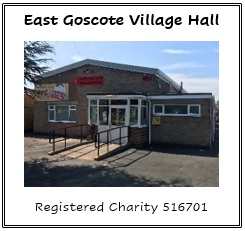 East Goscote Village Hall
Registered Charity 516701